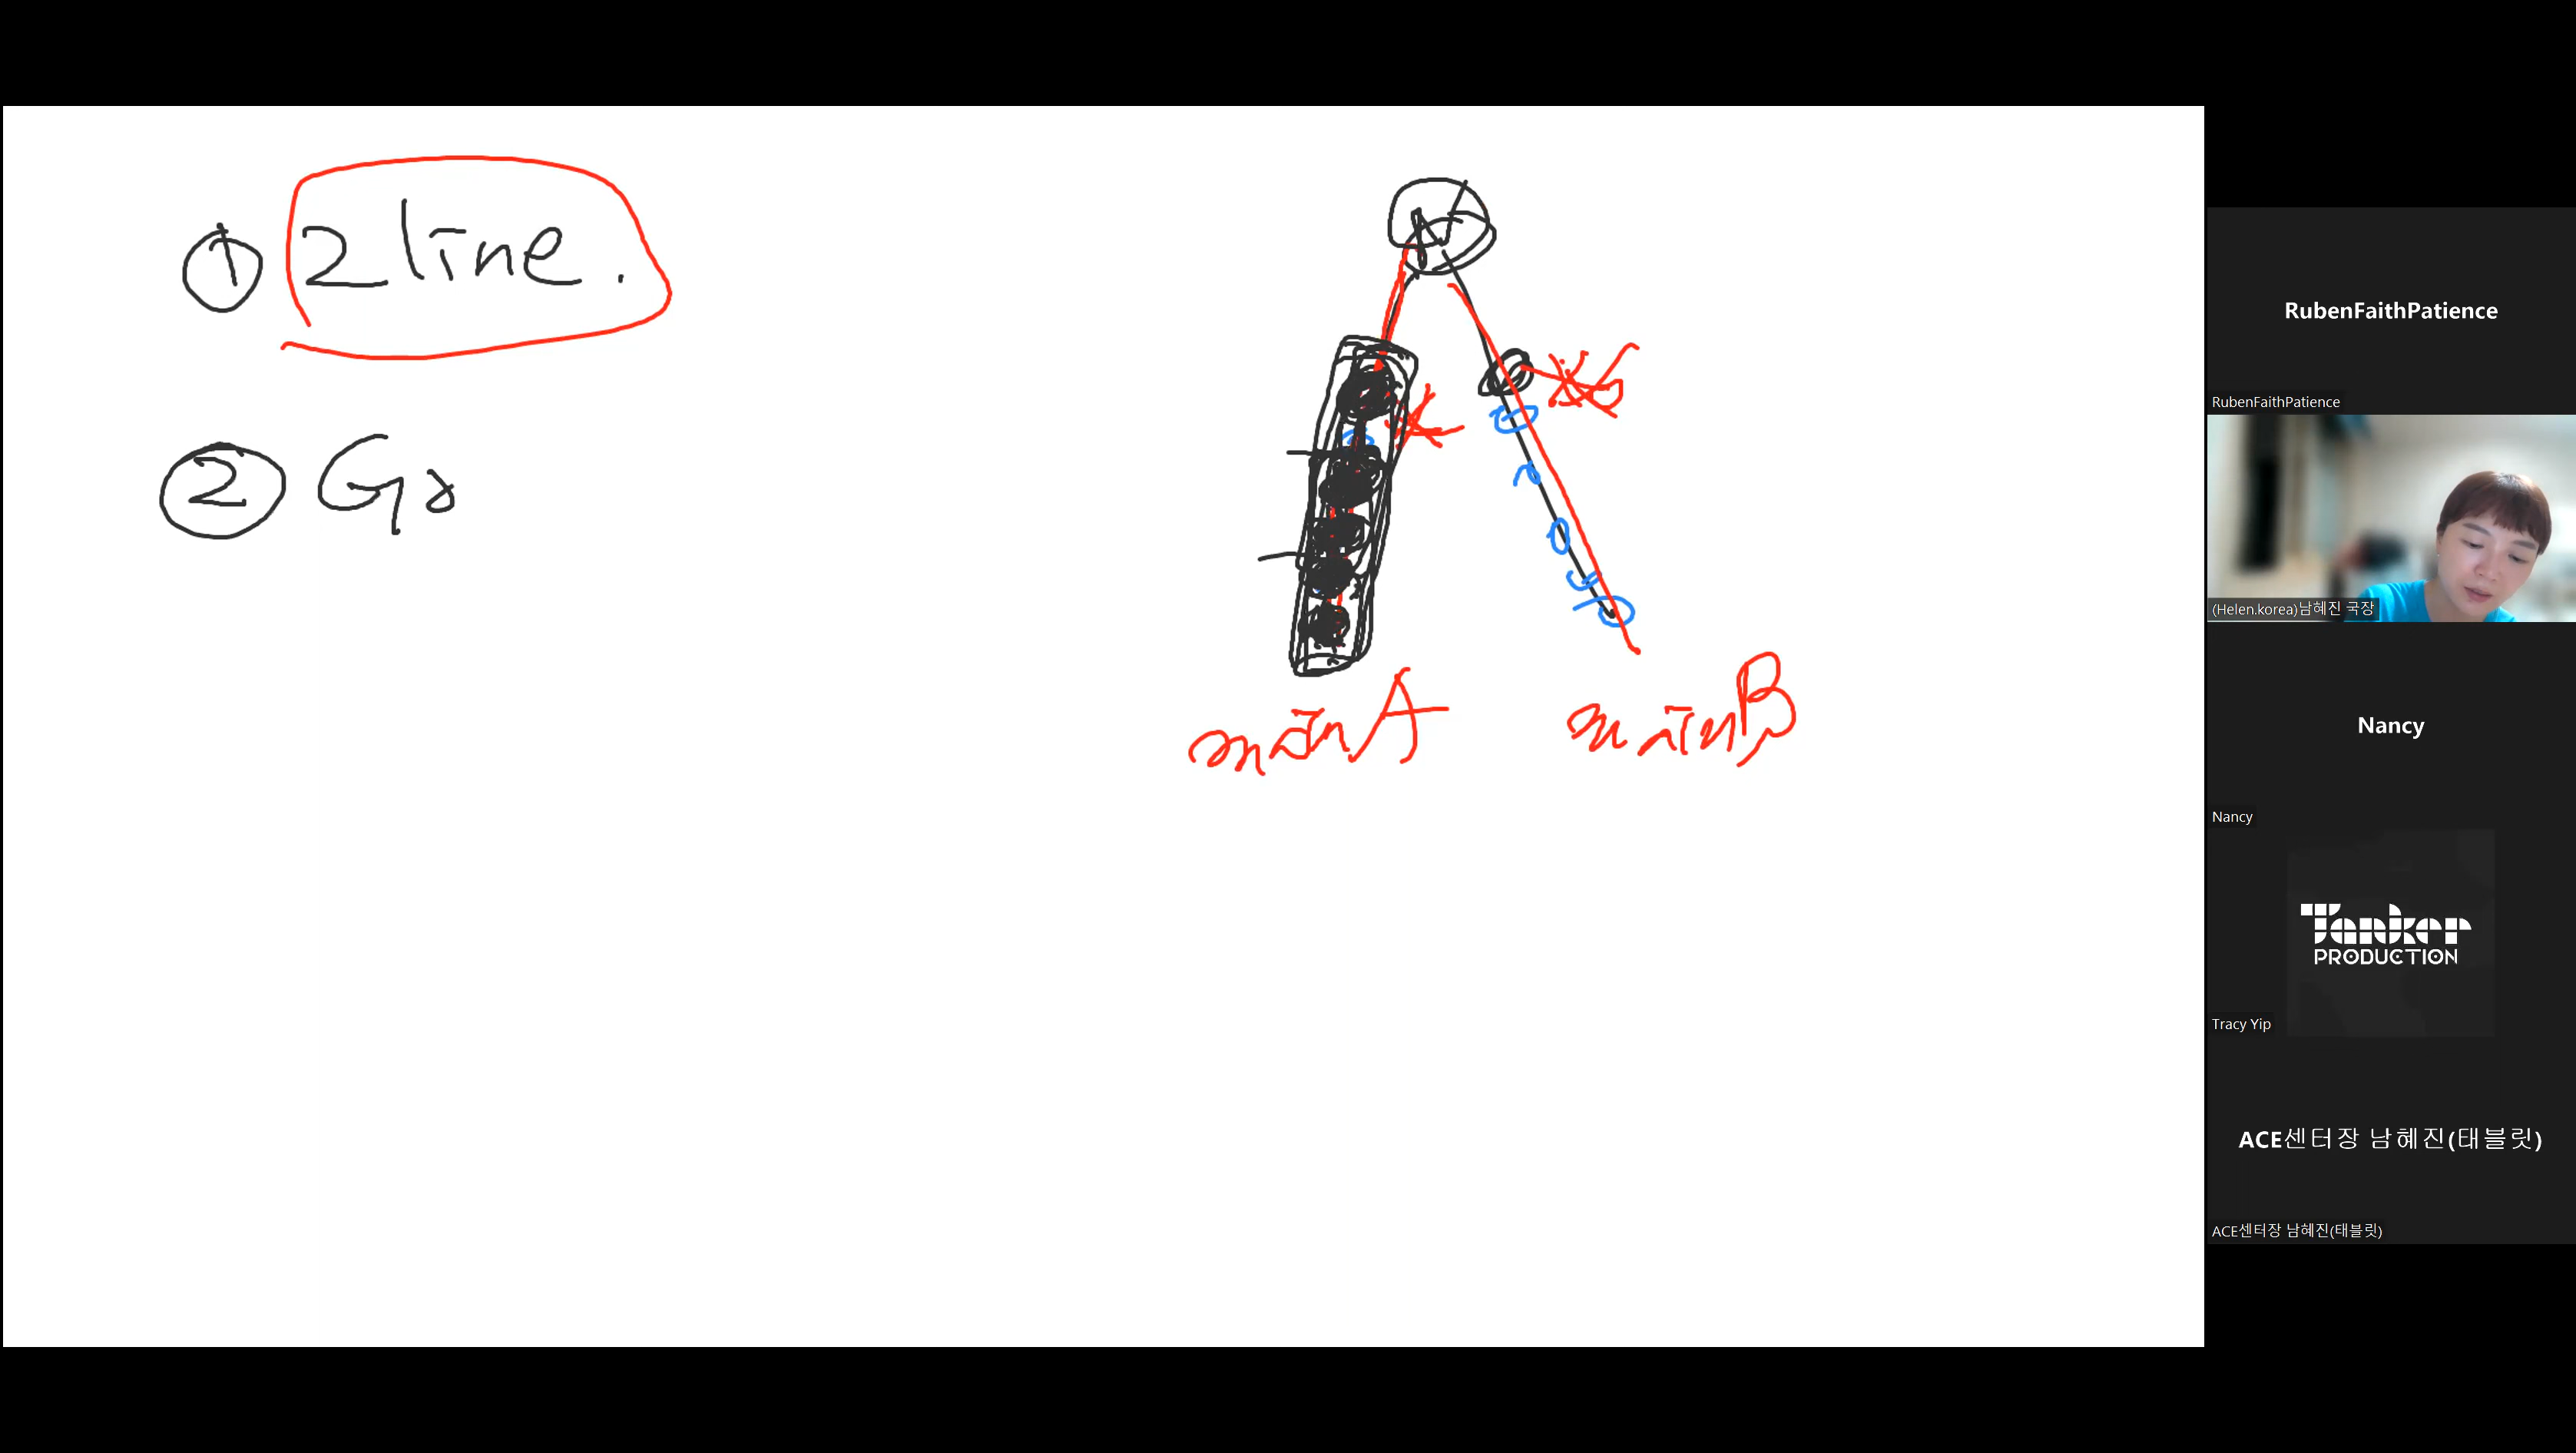 ① 2 line.
② Go
main A
main B
RubenFaithPatience
RubenFaithPatience
(Helen.korea)남혜진 국장
Nancy
Nancy
Tanker
PRODUCTION
Tracy Yip
ACE센터장 남혜진(태블릿)
ACE센터장 남혜진(태블릿)